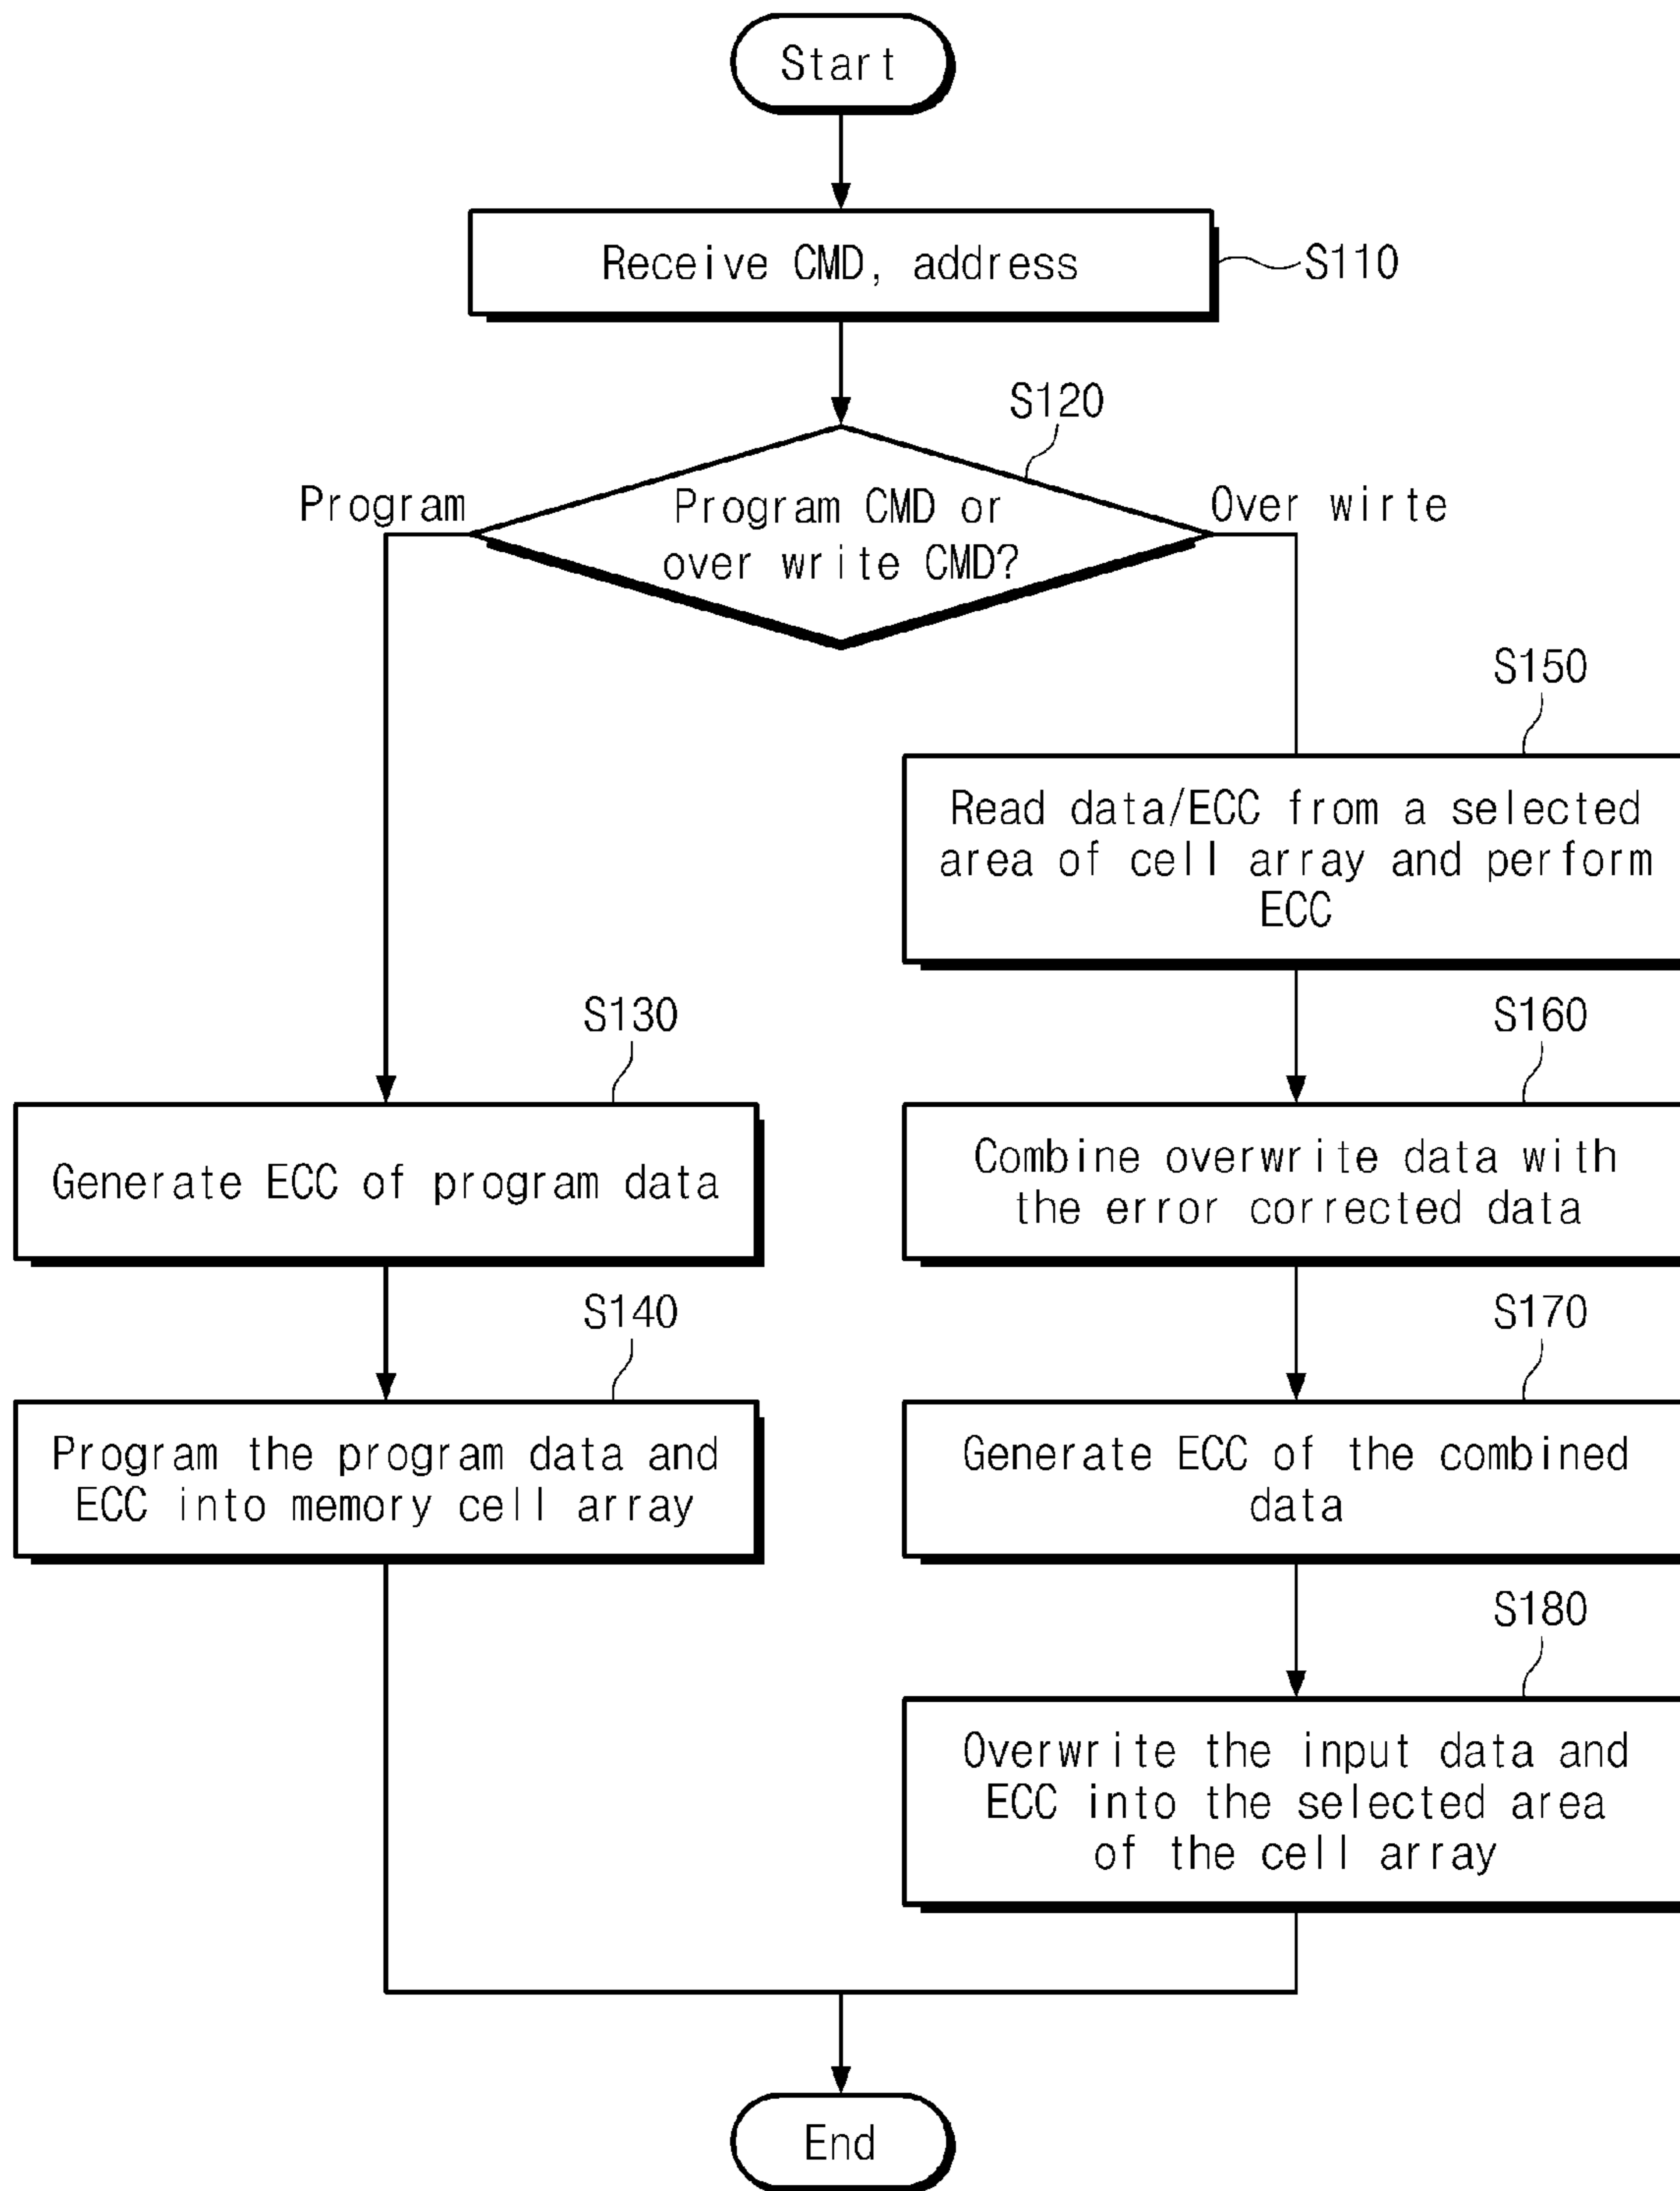 Start
Receive CMD, address
S110
S120
Program
Program CMD or
over write CMD?
Over wirte
S150
Read data/ECC from a selected
area of cell array and perform
ECC
S130
S160
Generate ECC of program data
Combine overwrite data with
the error corrected data
S140
S170
Program the program data and
ECC into memory cell array
Generate ECC of the combined
data
S180
Overwrite the input data and
ECC into the selected area
of the cell array
End